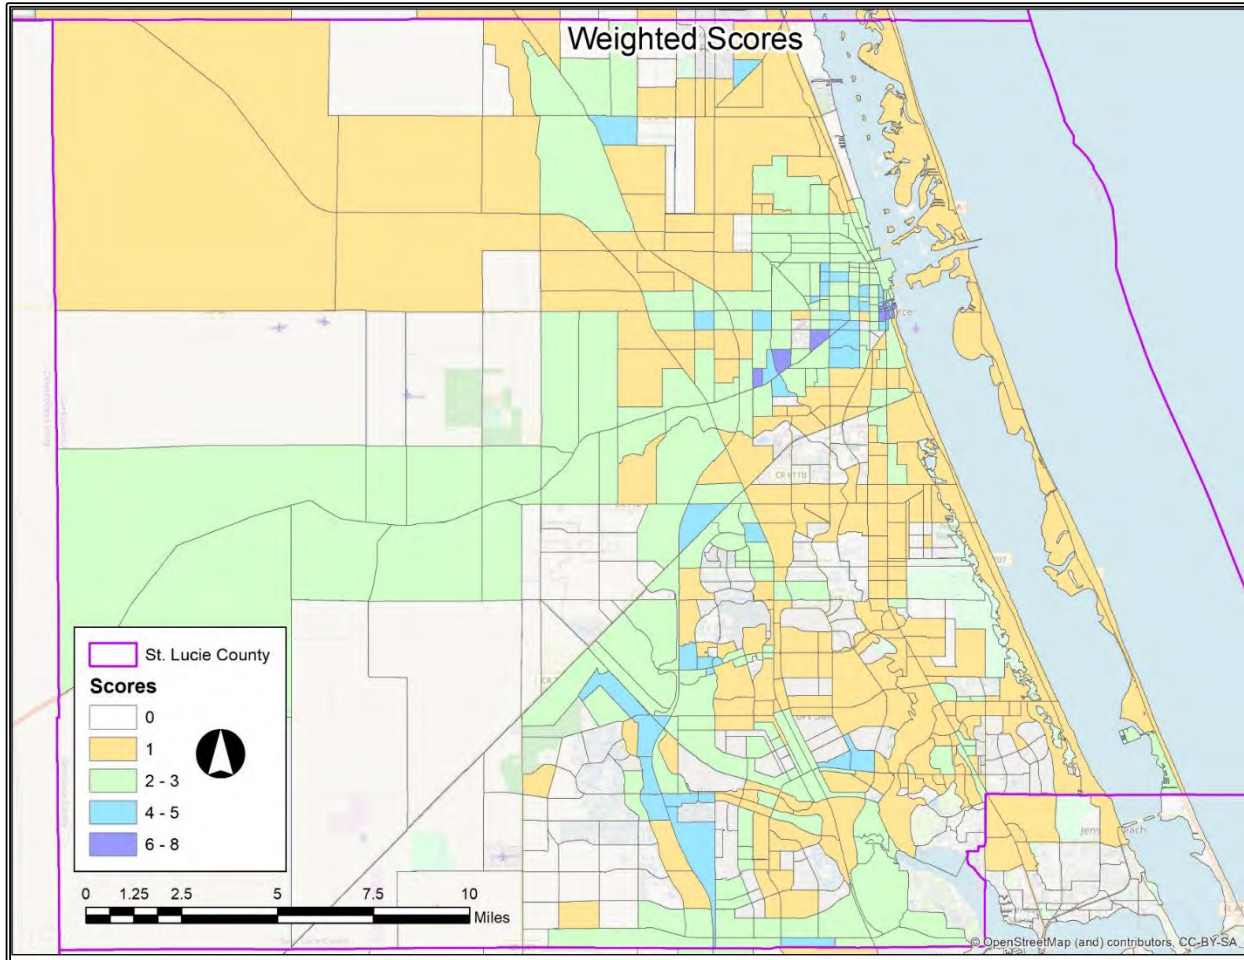 Weighted Scores
St. Lucie County
Scores
0
1
2 - 3
4 - 5
6 - 8
0 1.25 2.5 5 7.5 10
Miles
© OpenStreetMap (and) contributors, CC-BY-SA